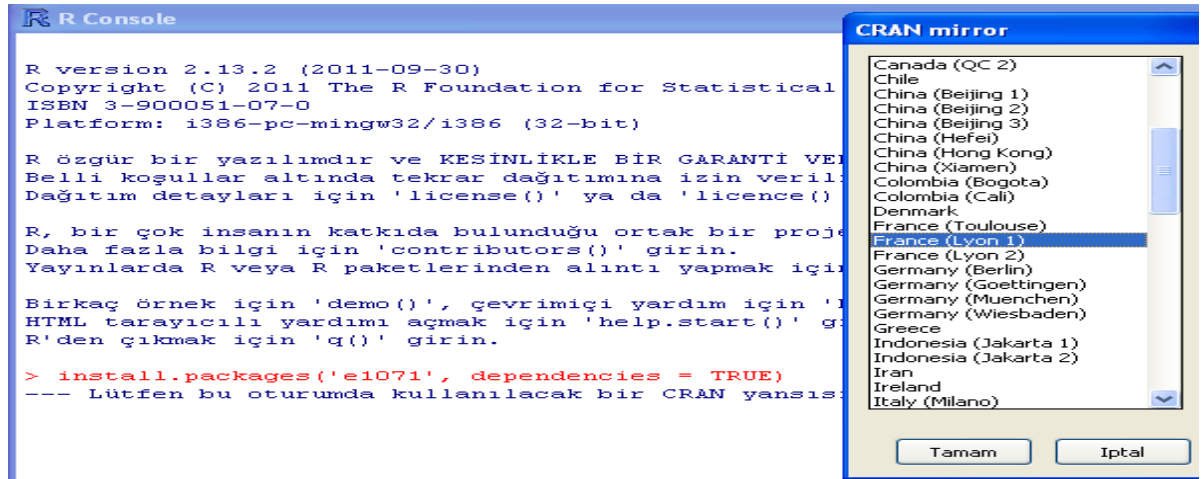 R Console
R version 2.13.2 (2011-09-30)
Copyright (C) 2011 The R Foundation for Statistical
ISBN 3-900051-07-0
Platform: i386-pc-mingw32/i386 (32-bit)
R özgür bir yazılımdır ve KESİNLİKLE BİR GARANTİ
Belli koşullar altında tekrar dağıtımına izin
Dağıtım detayları için 'license()' ya da 'licence()
R, bir çok insanın katkıda bulunduğu ortak bir
Daha fazla bilgi için 'contributors()' girin.
Yayınlarda R veya R paketlerinden alıntı yapmak
Birkaç örnek için 'demo()', çevrimiçi yardım için
HTML tarayıcılı yardımı açmak için 'help.start()'
R'den çıkmak için 'q()' girin.
> install.packages('e1071', dependencies = TRUE)
--- Lütfen bu oturumda kullanılacak bir CRAN
CRAN mirror
Canada (QC 2)
Chile
China (Beijing 1)
China (Beijing 2)
China (Beijing 3)
China (Hefei)
China (Hong Kong)
China (Xiamen)
Colombia (Bogota)
Colombia (Cali)
Denmark
France (Toulouse)
France (Lyon 1)
France (Lyon 2)
Germany (Berlin)
Germany (Goettingen)
Germany (Muenchen)
Germany (Wiesbaden)
Greece
Indonesia (Jakarta 1)
Indonesia (Jakarta 2)
Iran
Ireland
Italy (Milano)
Tamam
Iptal